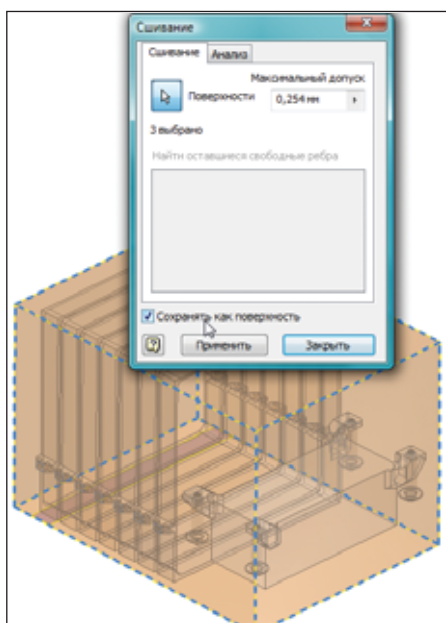 Сшивание
Сшивание Анализ
Максимальный допуск
Поверхности 0,254 мм
3 выбрано
Найти оставшиеся свободные ребра
Сохранять как поверхность
Применить Закрыть